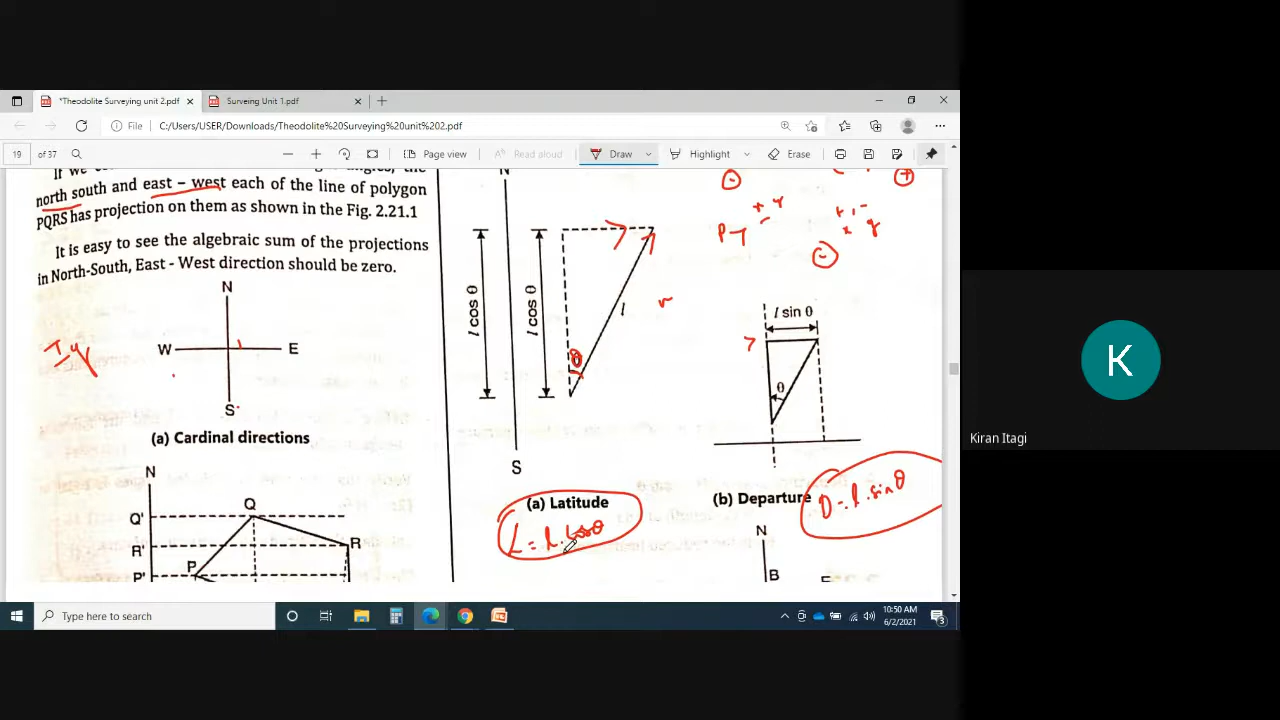 *Theodolite Surveying unit 2.pdf
Surveing Unit 1.pdf
File
C:/Users/USER/Downloads/Theodolite%20Surveying%20unit%202.pdf
19 of 37
Page view
Read aloud
Draw
Highlight
Erase
north south and east – west each of the line of polygon
PQRS has projection on them as shown in the Fig. 2.21.1
It is easy to see the algebraic sum of the projections
in North-South, East - West direction should be zero.
N
W
E
S
(a) Cardinal directions
N
Q'
Q
R'
R
P'
P
l cos θ
l cos θ
θ
l
S
(a) Latitude
L = l. cos θ
l sin θ
θ
(b) Departure
D = l. sin θ
N
B
Kiran Itagi
K
Type here to search
10:50 AM
6/2/2021
3